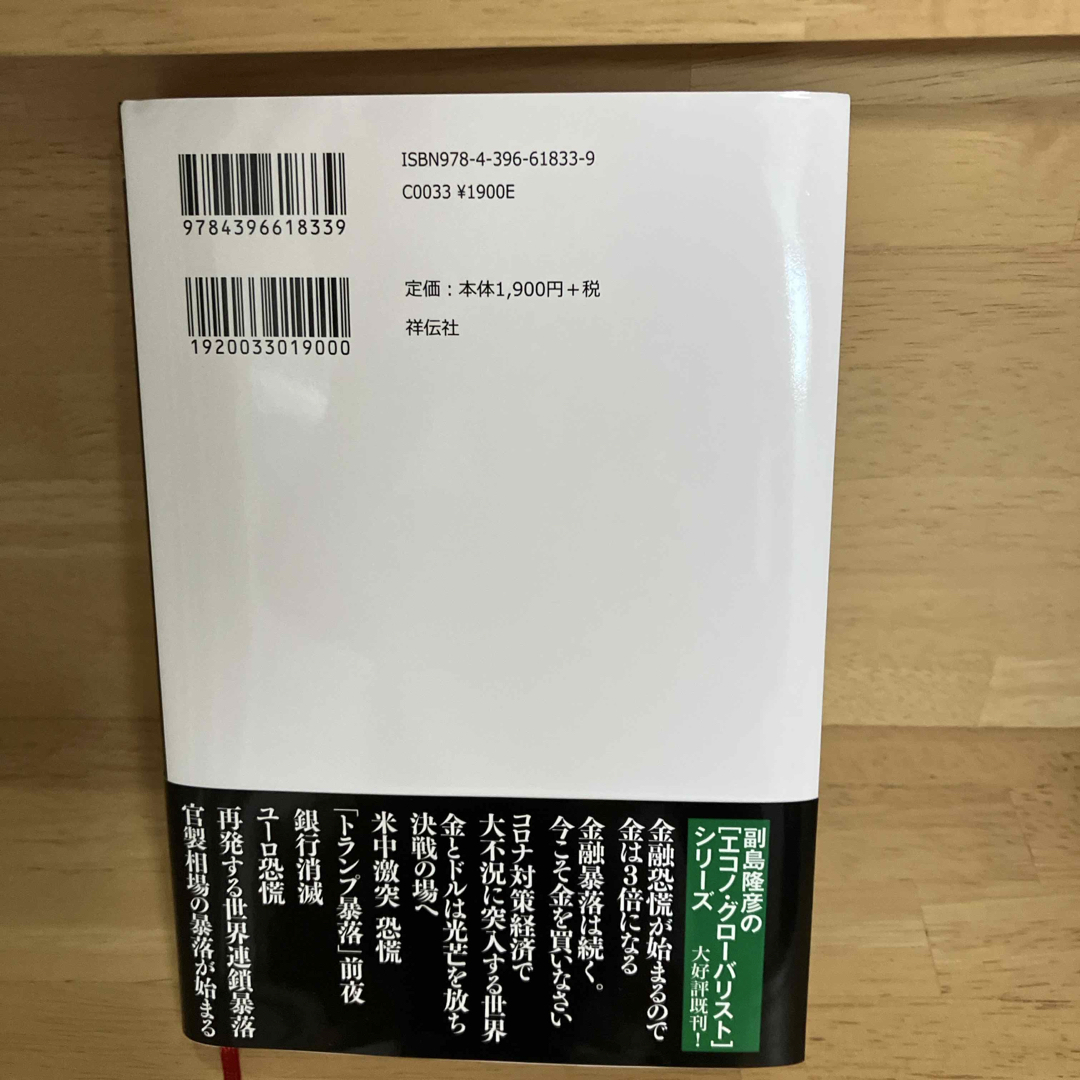 ISBN978-4-396-61833-9
C0033 ¥1900E
9784396618339
定価：本体1,900円＋税
祥伝社
1920033019000
副島隆彦の
［エコノ・グローバリスト］
シリーズ
大好評既刊！
金融恐慌が始まるので
金は３倍になる
金融暴落は続く。
今こそ金を買いなさい
コロナ対策経済で
大不況に突入する世界
金とドルは光芒を放ち
決戦の場へ
米中激突 恐慌
「トランプ暴落」前夜
銀行消滅
ユーロ恐慌
再発する世界連鎖暴落
官製相場の暴落が始まる